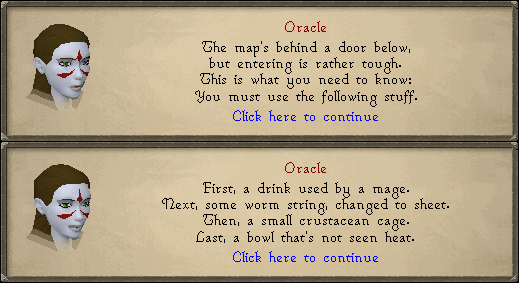 Oracle
The map's behind a door below,
but entering is rather tough.
This is what you need to know:
You must use the following stuff.
Click here to continue
Oracle
First, a drink used by a mage.
Next, some worm string, changed to sheet.
Then, a small crustacean cage.
Last, a bowl that's not seen heat.
Click here to continue